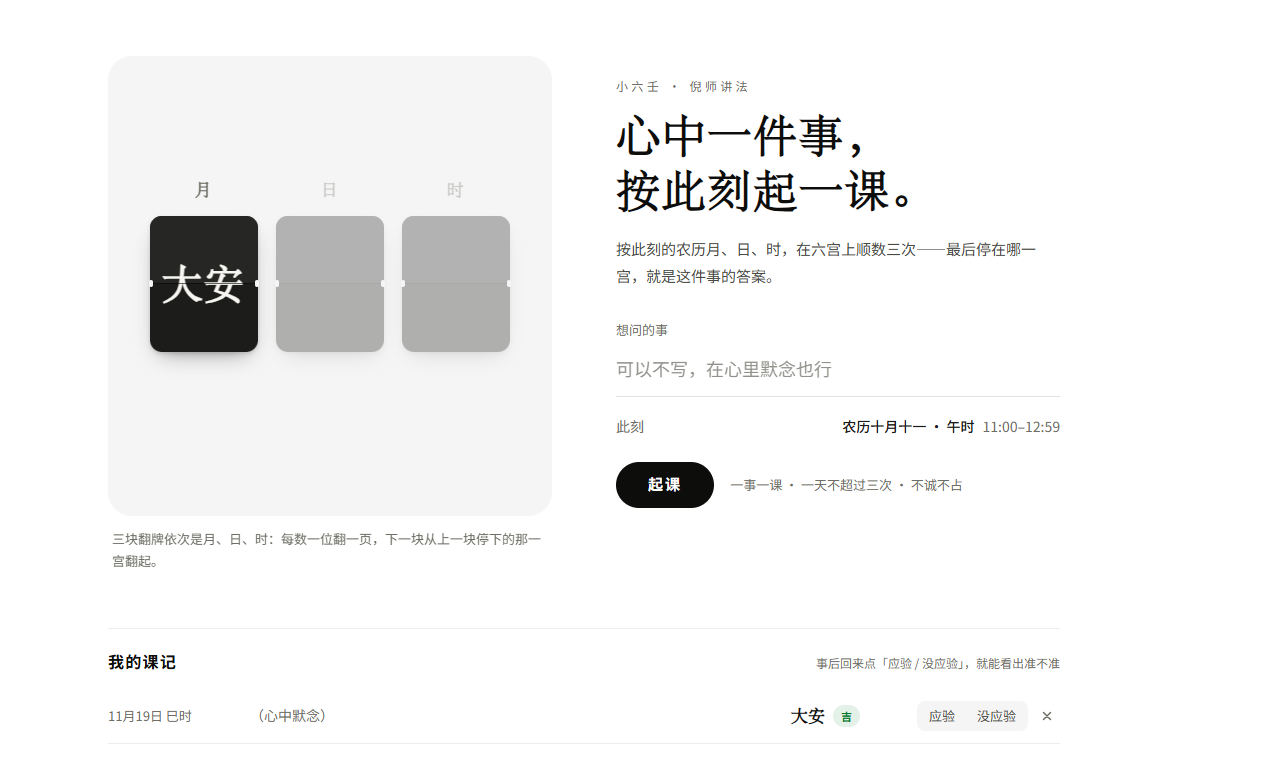 月
日
时
大安
三块翻牌依次是月、日、时：每数一位翻一页，下一块从上一块停下的那一
宫翻起。
小六壬 · 倪师讲法
心中一件事，
按此刻起一课。
按此刻的农历月、日、时，在六宫上顺数三次——最后停在哪一
宫，就是这件事的答案。
想问的事
可以不写，在心里默念也行
此刻
农历十月十一 · 午时 11:00–12:59
起课
一事一课 · 一天不超过三次 · 不诚不占
我的课记
事后回来点「应验 / 没应验」，就能看出准不准
11月19日 巳时 （心中默念） 大安 吉 应验 没应验 ×